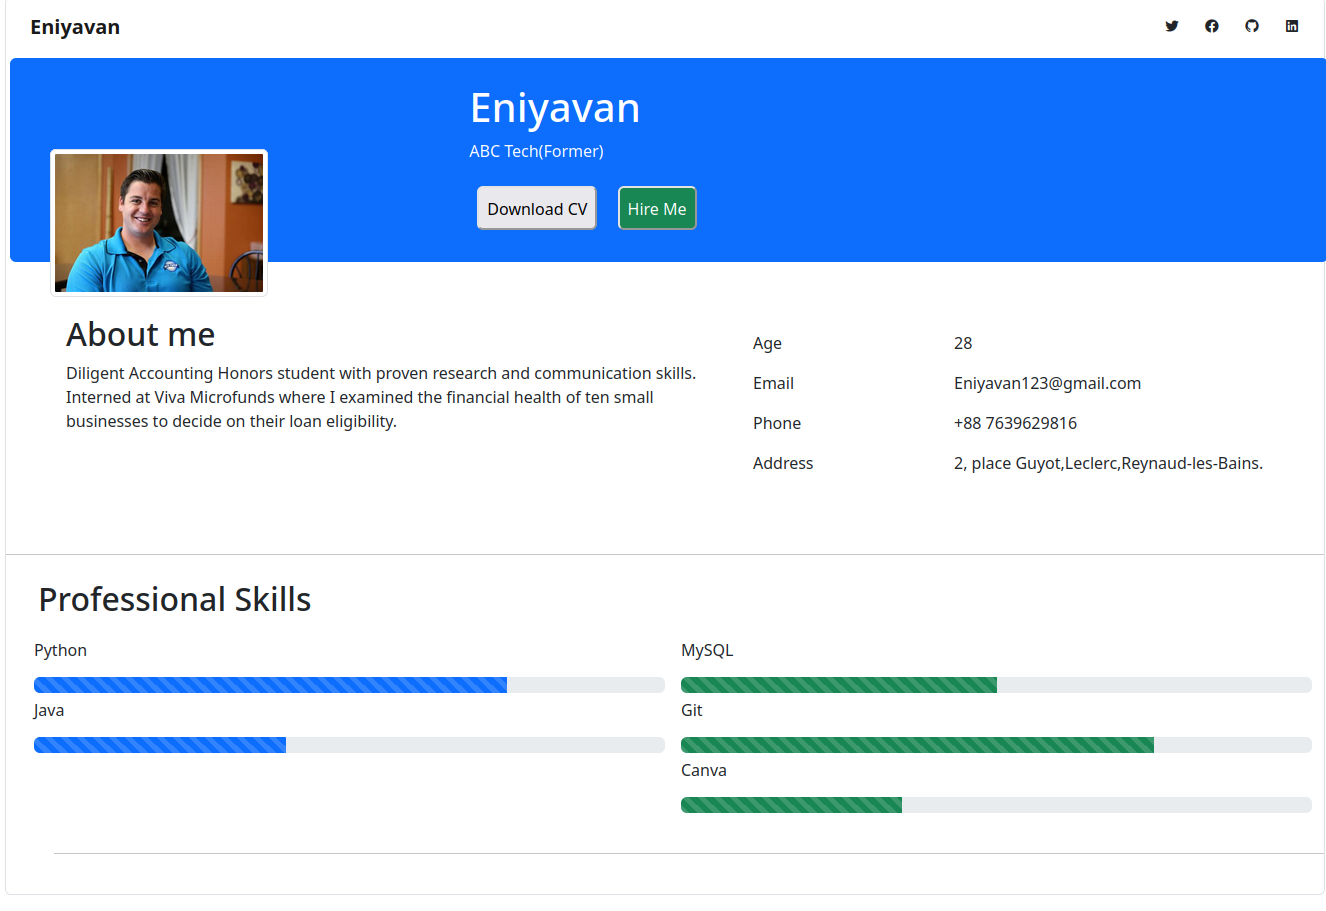 Eniyavan
Eniyavan
ABC Tech(Former)
Download CV
Hire Me
About me
Diligent Accounting Honors student with proven research and communication skills.
Interned at Viva Microfunds where I examined the financial health of ten small
businesses to decide on their loan eligibility.
Age 28
Email Eniyavan123@gmail.com
Phone +88 7639629816
Address 2, place Guyot,Leclerc,Reynaud-les-Bains.
Professional Skills
Python
Java
MySQL
Git
Canva